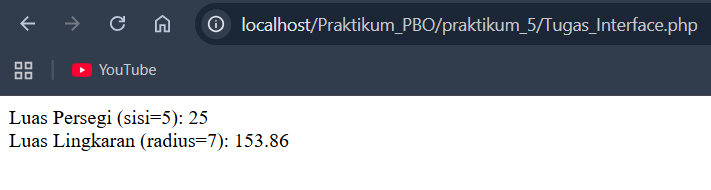 localhost/Praktikum_PBO/praktikum_5/Tugas_Interface.php
YouTube
Luas Persegi (sisi=5): 25
Luas Lingkaran (radius=7): 153.86